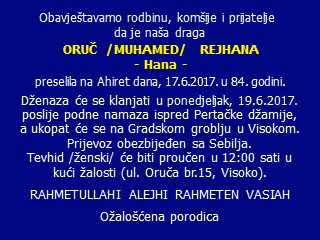 Obavještavamo rodbinu, komšije i prijatelje
da je naša draga
ORUČ /MUHAMED/ REJHANA
- Hana -
preselila na Ahiret dana, 17.6.2017. u 84. godini.
Dženaza će se klanjati u ponedjeljak, 19.6.2017.
poslije podne namaza ispred Pertačke džamije,
a ukopat će se na Gradskom groblju u Visokom.
Prijevoz obezbijeđen sa Sebilja.
Tevhid /ženski/ će biti proučen u 12:00 sati u
kući žalosti (ul. Oruča br.15, Visoko).
RAHMETULLAHI ALEJHI RAHMETEN VASIAH
Ožalošćena porodica